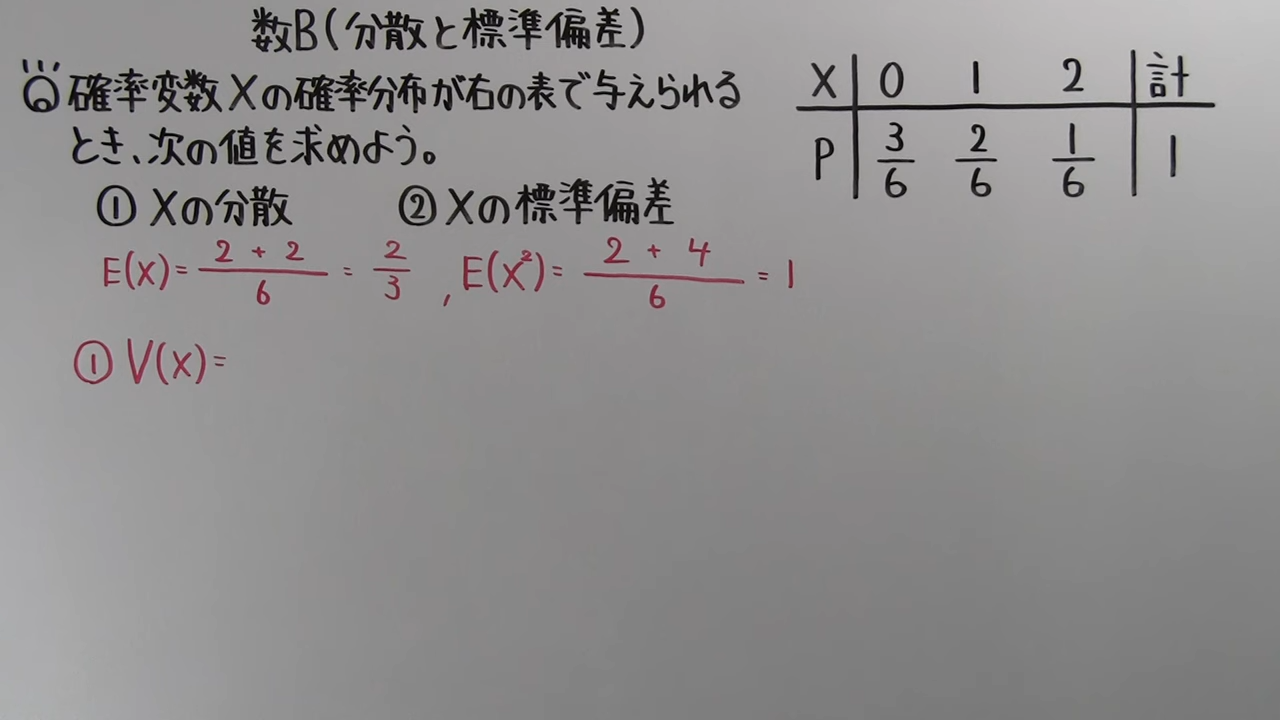 数B(分散と標準偏差)
Q 確率変数Xの確率分布が右の表で与えられる
とき、次の値を求めよう。
① Xの分散 ② Xの標準偏差
X 0 1 2 計
P 3/6 2/6 1/6 1
E(X)= (2+2)/6 = 2/3 , E(X²)= (2+4)/6 = 1
① V(X)=